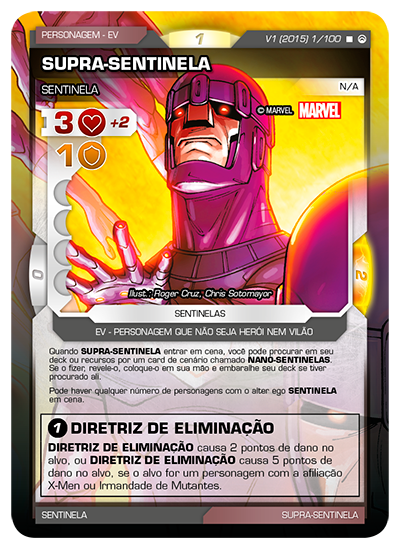 PERSONAGEM - EV
1
V1 (2015) 1/100
SUPRA-SENTINELA
SENTINELA
N/A
3 +2
© MARVEL MARVEL
1
0
2
Ilust.: Roger Cruz, Chris Sotomayor
SENTINELAS
EV - PERSONAGEM QUE NÃO SEJA HERÓI NEM VILÃO
Quando SUPRA-SENTINELA entrar em cena, você pode procurar em seu
deck ou recursos por um card de cenário chamado NANO-SENTINELAS.
Se o fizer, revele-o, coloque-o em sua mão e embaralhe seu deck se tiver
procurado ali.
Pode haver qualquer número de personagens com o alter ego SENTINELA
em cena.
1 DIRETRIZ DE ELIMINAÇÃO
DIRETRIZ DE ELIMINAÇÃO causa 2 pontos de dano no
alvo, ou DIRETRIZ DE ELIMINAÇÃO causa 5 pontos de
dano no alvo, se o alvo for um personagem com a afiliação
X-Men ou Irmandade de Mutantes.
SENTINELA
SUPRA-SENTINELA